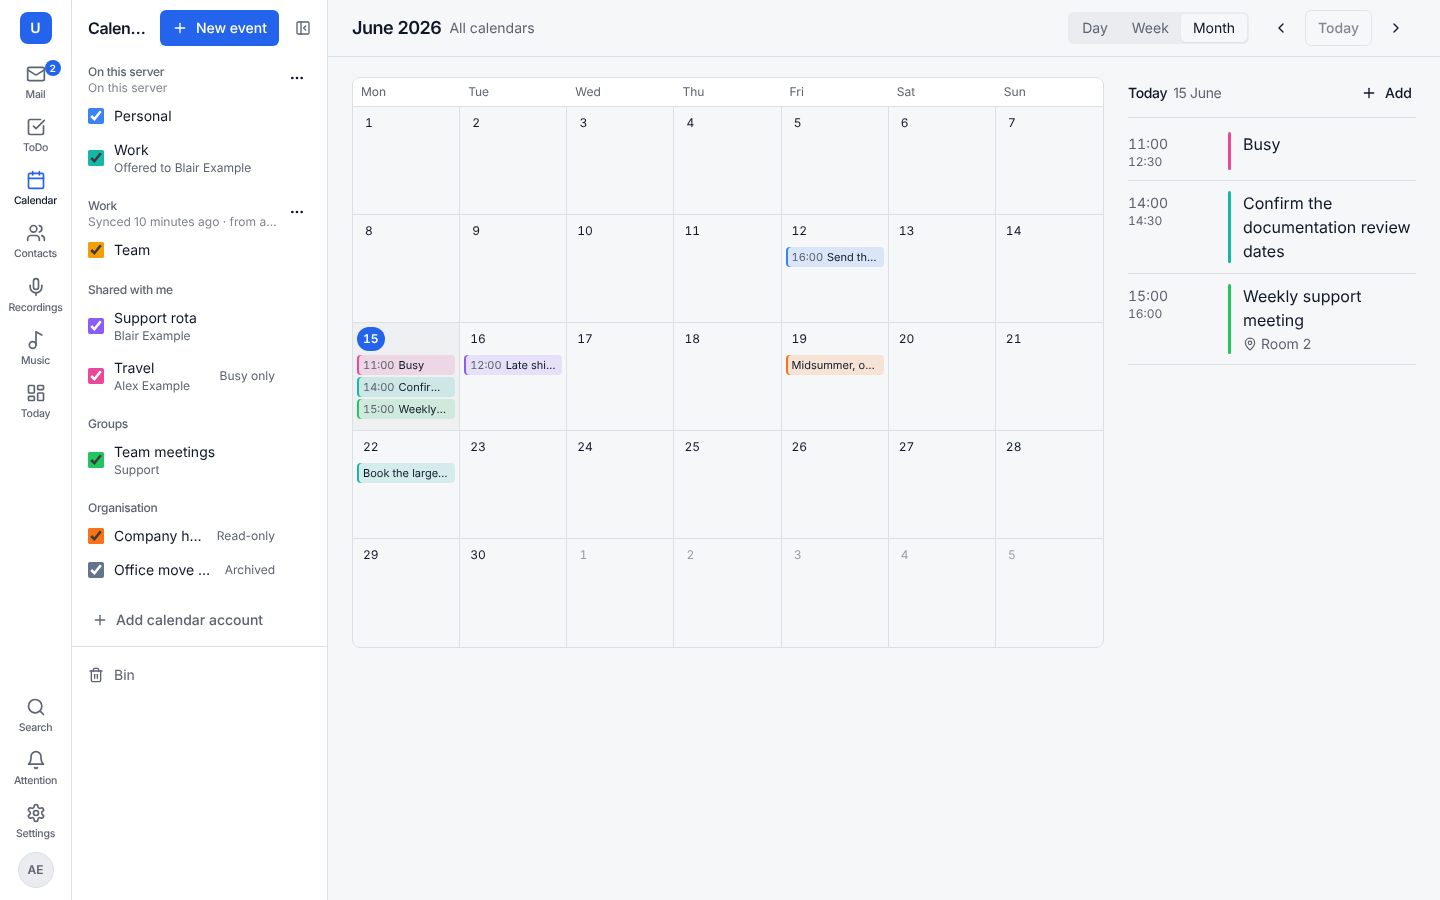 U
2
Mail
ToDo
Calendar
Contacts
Recordings
Music
Today
Search
Attention
Settings
AE
Calen...
New event
On this server
On this server
Personal
Work
Offered to Blair Example
Work
Synced 10 minutes ago · from a...
Team
Shared with me
Support rota
Blair Example
Travel
Alex Example
Busy only
Groups
Team meetings
Support
Organisation
Company h...
Read-only
Office move ...
Archived
Add calendar account
Bin
June 2026 All calendars
Day Week Month
Today
Mon Tue Wed Thu Fri Sat Sun
1 2 3 4 5 6 7
8 9 10 11 12 13 14
16:00 Send th...
15 16 17 18 19 20 21
11:00 Busy
12:00 Late shi...
Midsummer, o...
14:00 Confir...
15:00 Weekly...
22 23 24 25 26 27 28
Book the large...
29 30 1 2 3 4 5
Today 15 June
Add
11:00
12:30
Busy
14:00
14:30
Confirm the
documentation review
dates
15:00
16:00
Weekly support
meeting
Room 2